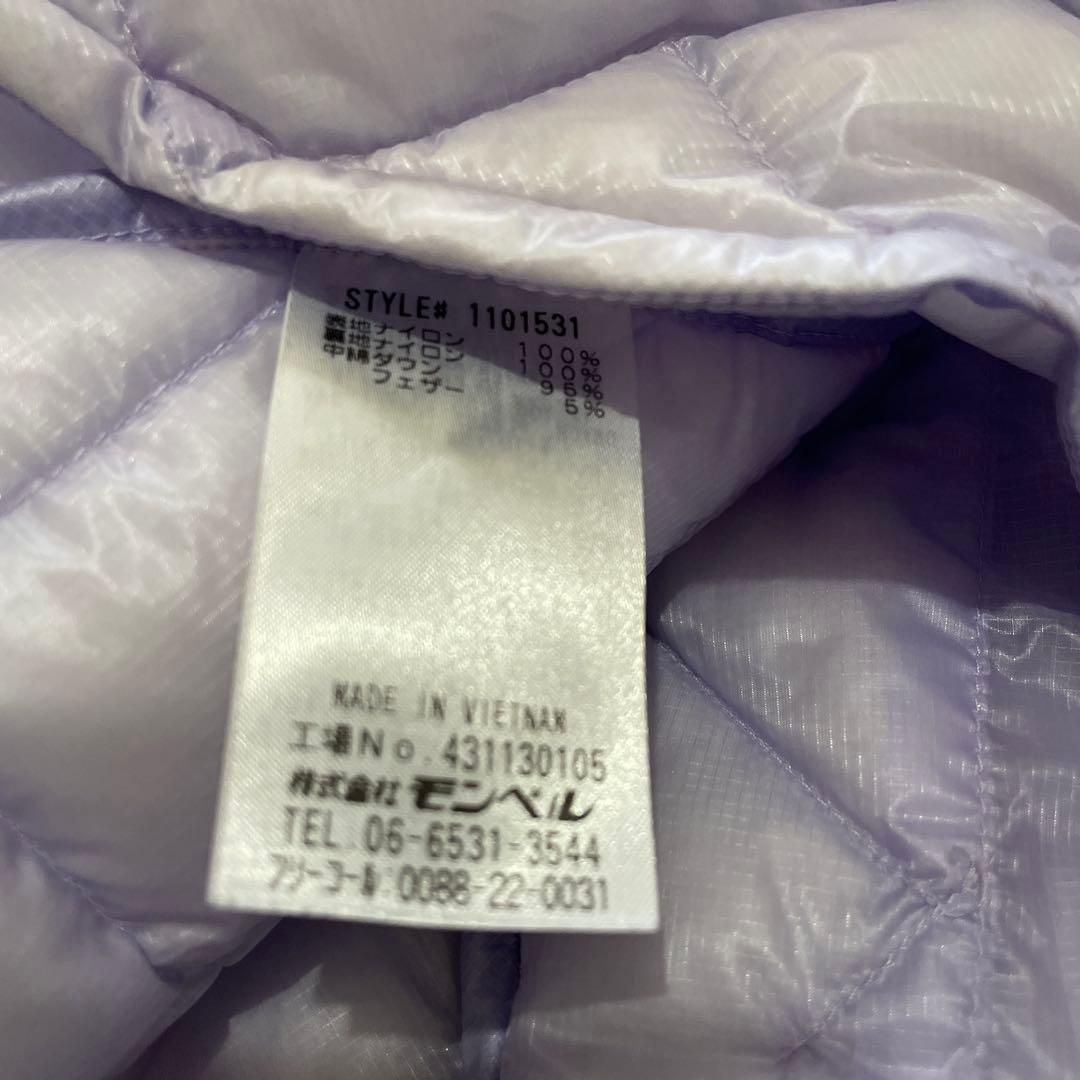 STYLE# 1101531
表地 ナイロン 100%
裏地 ナイロン 100%
中綿 ダウン 95%
フェザー 5%
MADE IN VIETNAM
工場No.431130105
株式会社 モンベル
TEL.06-6531-3544
フリーコール:0088-22-0031